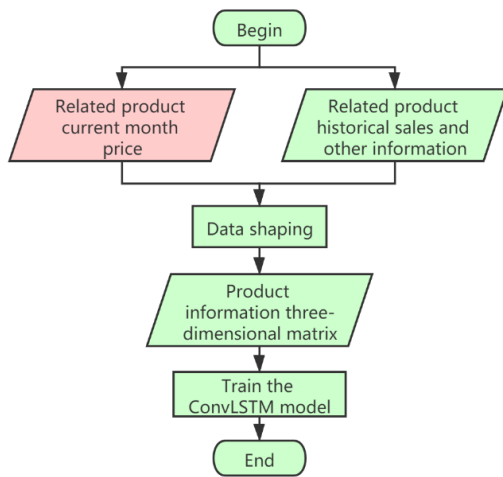 Begin
Related product
current month
price
Related product
historical sales and
other information
Data shaping
Product
information three-
dimensional matrix
Train the
ConvLSTM model
End